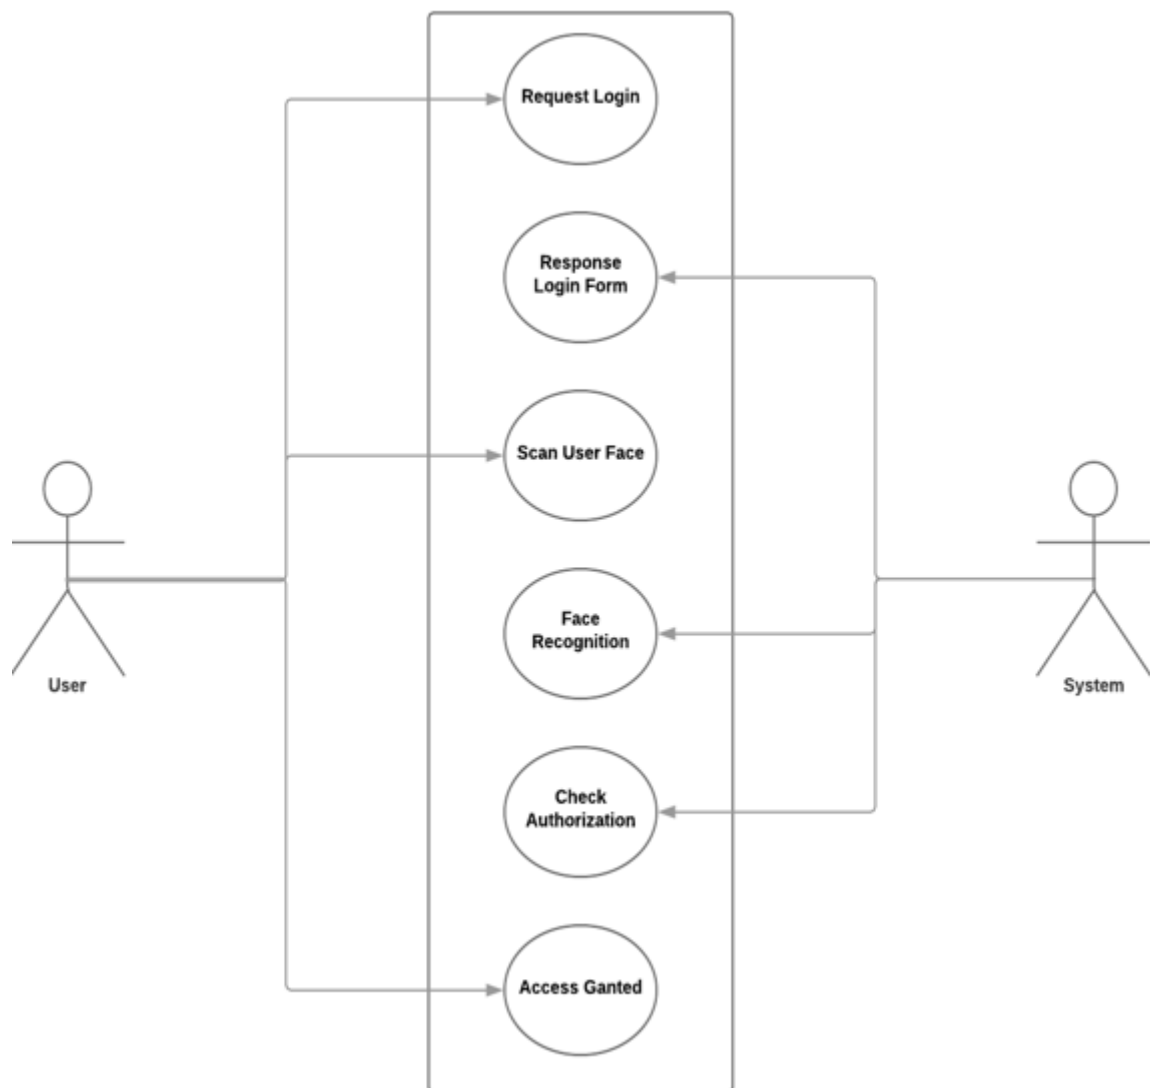 Request Login
Response
Login Form
Scan User Face
Face
Recognition
User
System
Check
Authorization
Access Ganted